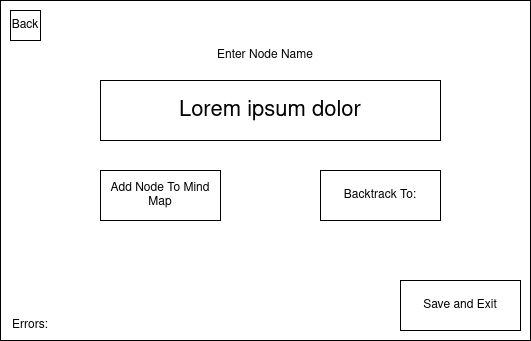 Back
Enter Node Name
Lorem ipsum dolor
Add Node To Mind
Map
Backtrack To:
Save and Exit
Errors: